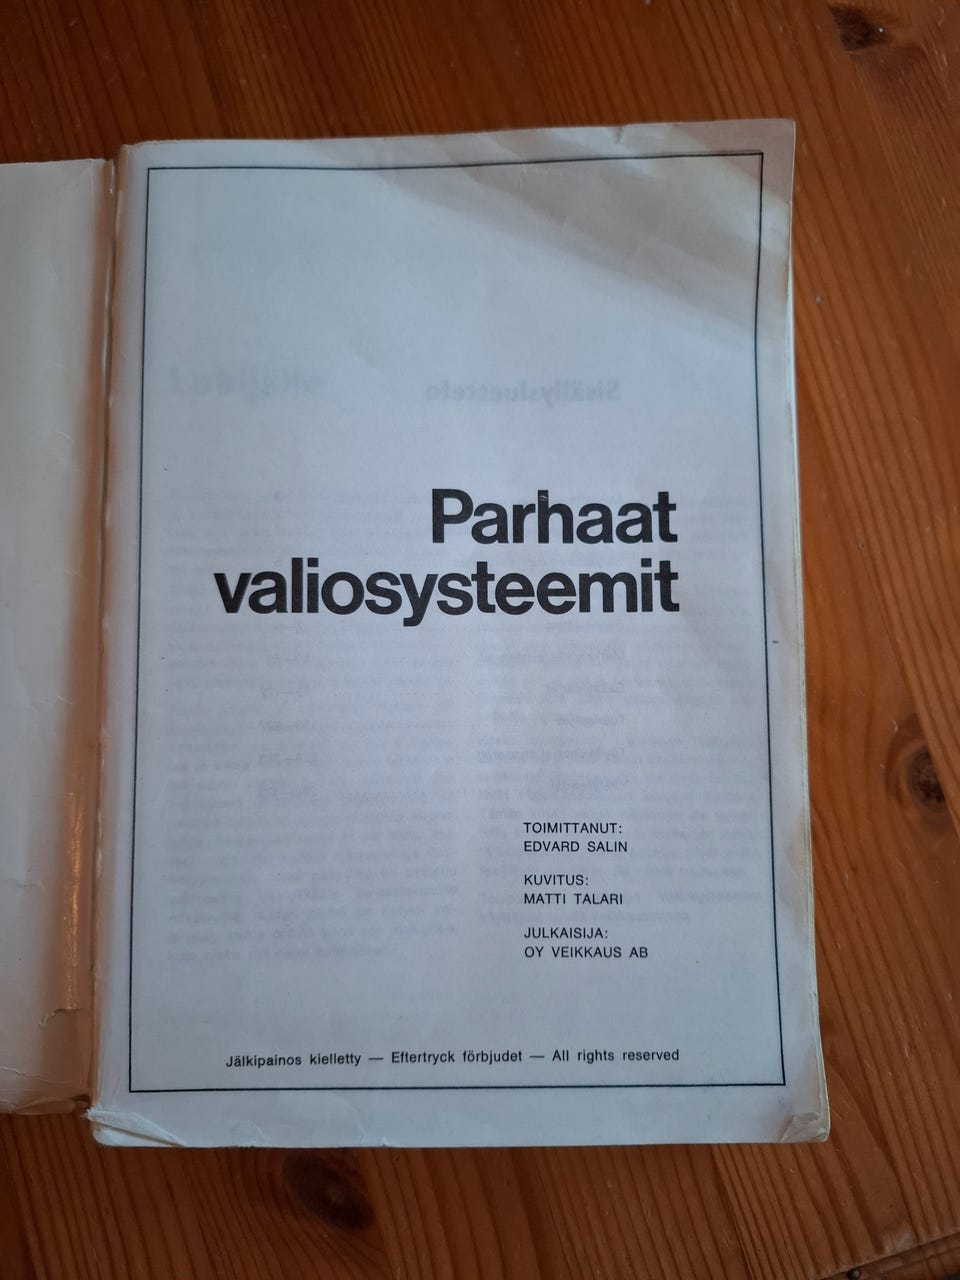 Parhaat
valiosysteemit
TOIMITTANUT:
EDVARD SALIN
KUVITUS:
MATTI TALARI
JULKAISIJA:
OY VEIKKAUS AB
Jälkipainos kielletty — Eftertryck förbjudet — All rights reserved